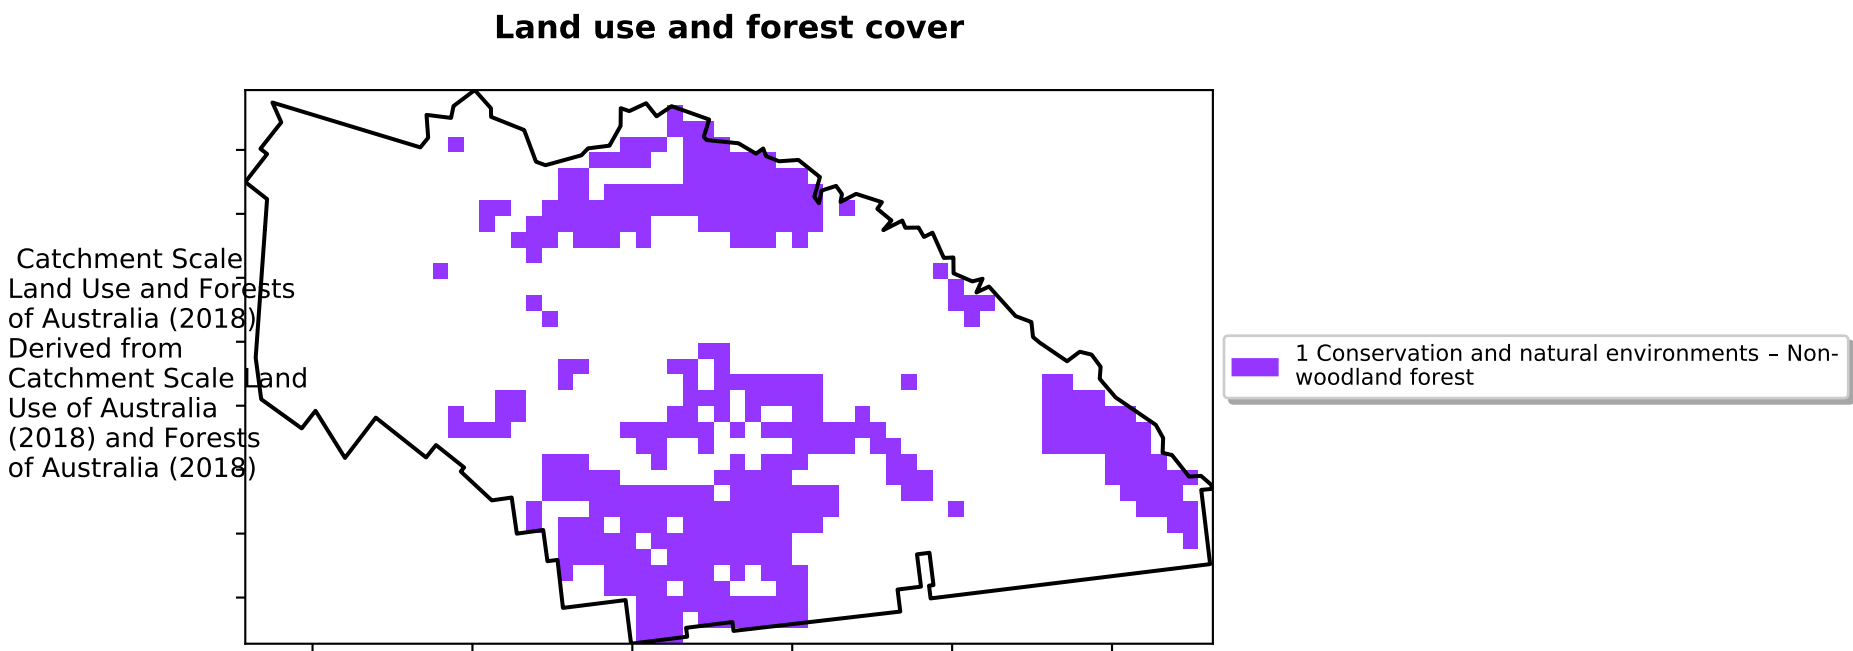 Land use and forest cover
Catchment Scale
Land Use and Forests
of Australia (2018)
Derived from
Catchment Scale Land
Use of Australia
(2018) and Forests
of Australia (2018)
1 Conservation and natural environments – Non-
woodland forest